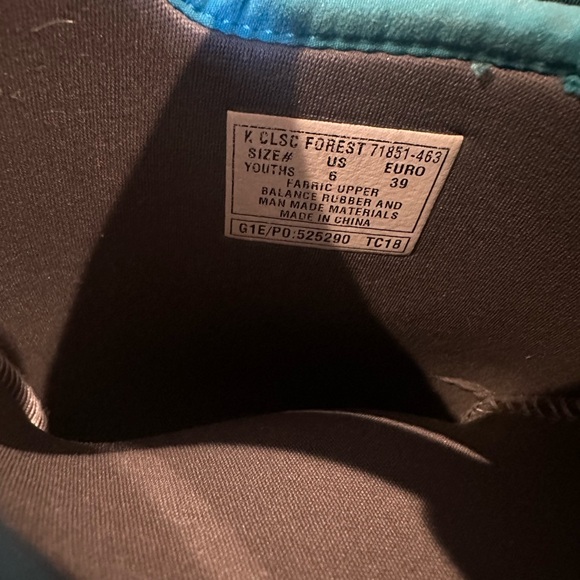 K CLSC FOREST 71851-463
SIZE# US EURO
YOUTHS 6 39
FABRIC UPPER
BALANCE RUBBER AND
MAN MADE MATERIALS
MADE IN CHINA
G1E/PO:525290 TC18